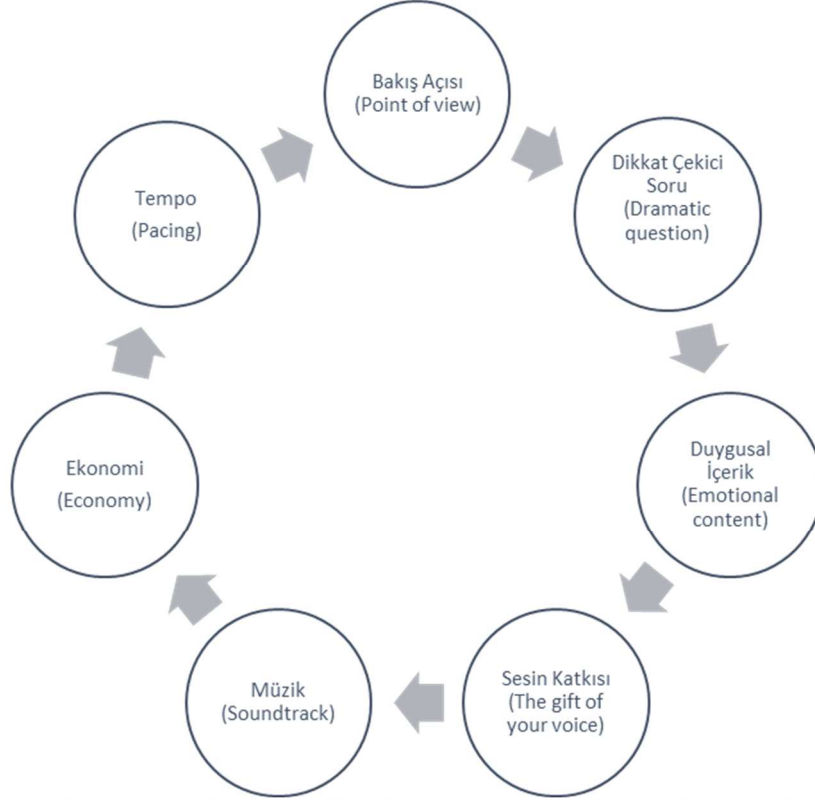 Bakış Açısı
(Point of view)
Dikkat Çekici
Soru
(Dramatic
question)
Duygusal
İçerik
(Emotional
content)
Sesin Katkısı
(The gift of
your voice)
Müzik
(Soundtrack)
Ekonomi
(Economy)
Tempo
(Pacing)